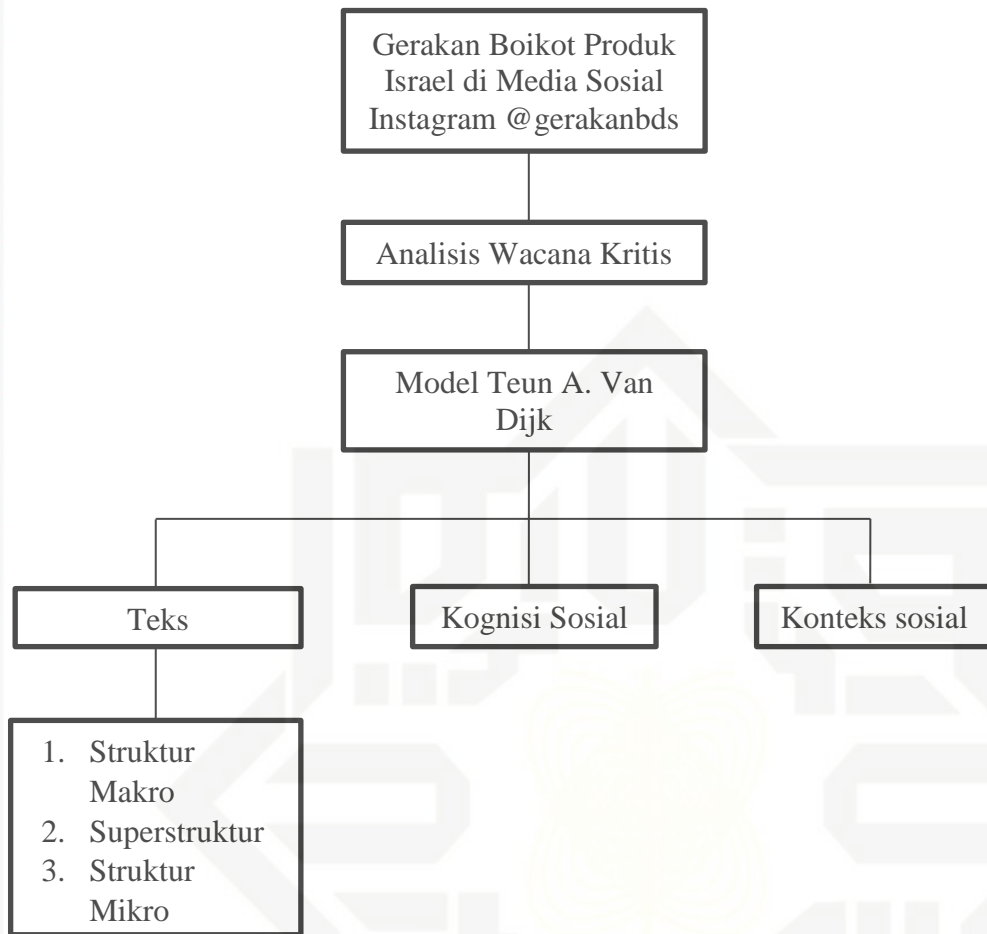 Gerakan Boikot Produk
Israel di Media Sosial
Instagram @gerakanbds
Analisis Wacana Kritis
Model Teun A. Van
Dijk
Teks
Kognisi Sosial
Konteks sosial
1. Struktur
Makro
2. Superstruktur
3. Struktur
Mikro